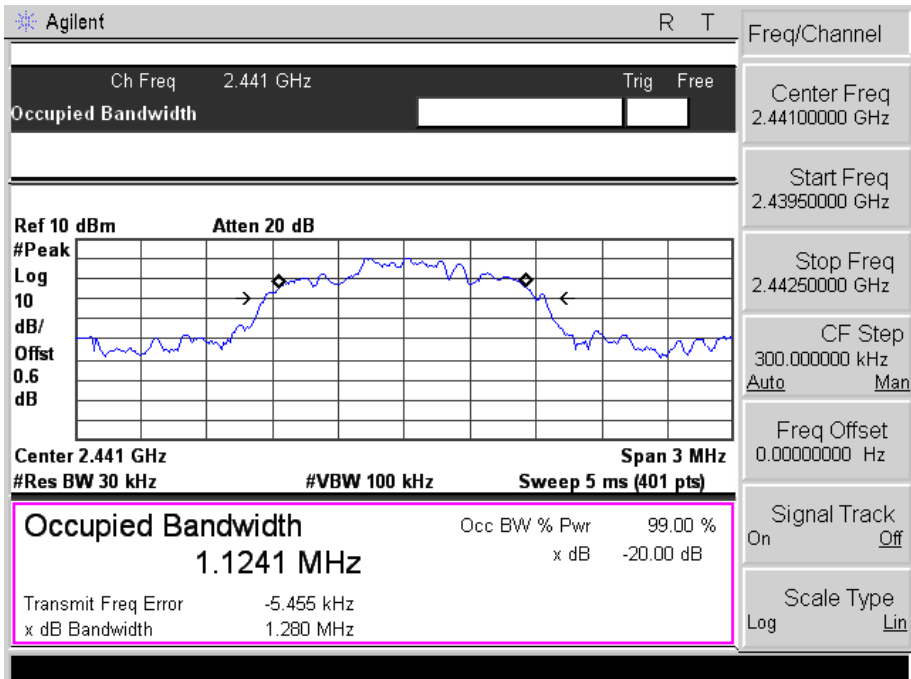 Agilent R T
Freq/Channel
Ch Freq 2.441 GHz Trig Free
Occupied Bandwidth
Center Freq
2.44100000 GHz
Start Freq
2.43950000 GHz
Stop Freq
2.44250000 GHz
CF Step
300.000000 kHz
Auto Man
Freq Offset
0.00000000 Hz
Signal Track
On Off
Scale Type
Log Lin
Ref 10 dBm Atten 20 dB
#Peak
Log
10
dB/
Offst
0.6
dB
Center 2.441 GHz Span 3 MHz
#Res BW 30 kHz #VBW 100 kHz Sweep 5 ms (401 pts)
Occupied Bandwidth Occ BW % Pwr 99.00 %
1.1241 MHz x dB -20.00 dB
Transmit Freq Error -5.455 kHz
x dB Bandwidth 1.280 MHz